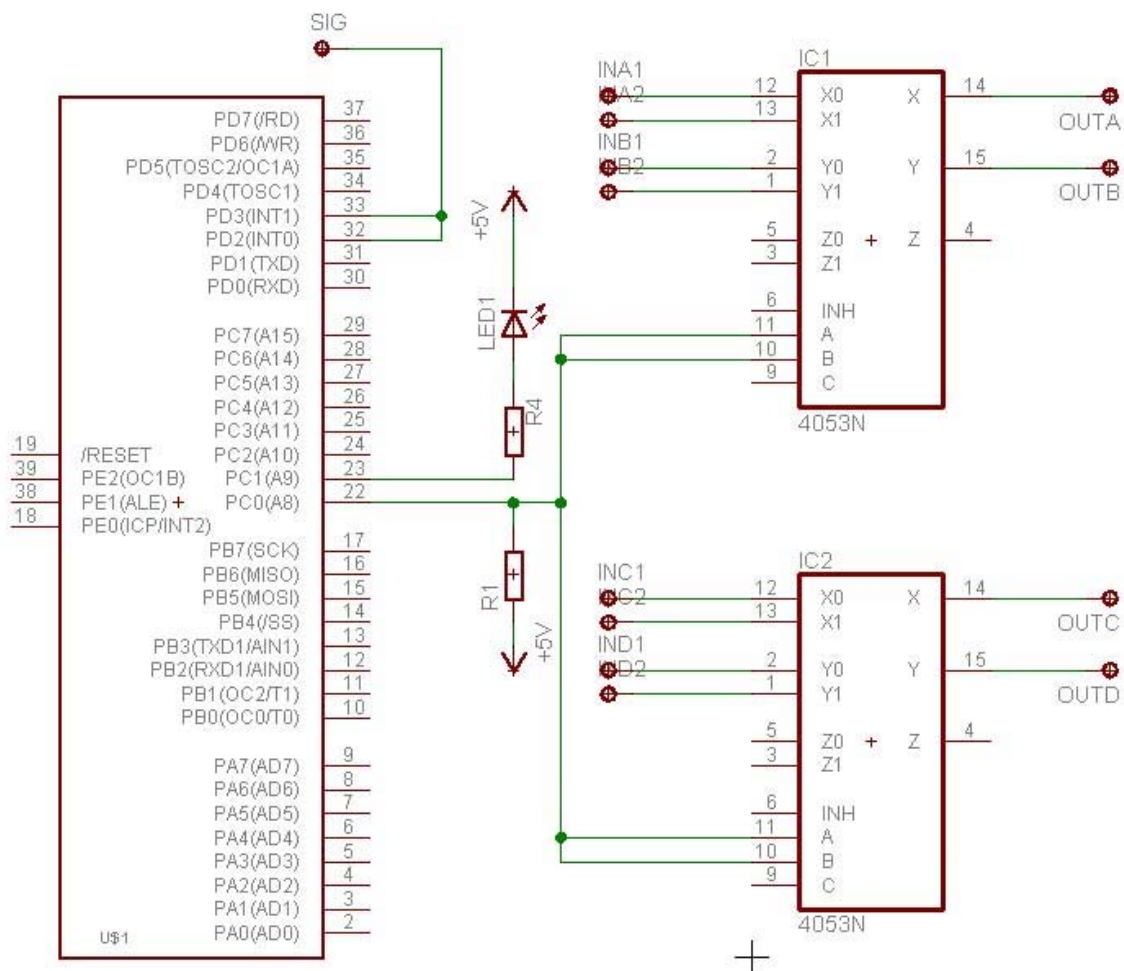 SIG
37 PD7(/RD)
36 PD6(/WR)
35 PD5(TOSC2/OC1A)
34 PD4(TOSC1)
33 PD3(INT1)
32 PD2(INT0)
31 PD1(TXD)
30 PD0(RXD)
29 PC7(A15)
28 PC6(A14)
27 PC5(A13)
26 PC4(A12)
25 PC3(A11)
24 PC2(A10)
23 PC1(A9)
22 PC0(A8)
19 /RESET
39 PE2(OC1B)
38 PE1(ALE)
18 PE0(ICP/INT2)
17 PB7(SCK)
16 PB6(MISO)
15 PB5(MOSI)
14 PB4(/SS)
13 PB3(TXD1/AIN1)
12 PB2(RXD1/AIN0)
11 PB1(OC2/T1)
10 PB0(OC0/T0)
9 PA7(AD7)
8 PA6(AD6)
7 PA5(AD5)
6 PA4(AD4)
5 PA3(AD3)
4 PA2(AD2)
3 PA1(AD1)
2 PA0(AD0)
U$1
+5V
LED1
R4
R1
+5V
IC1
INA1
INA2
INB1
INB2
12 X0 X 14
13 X1
OUTA
2 Y0 Y 15
1 Y1
OUTB
5 Z0 Z 4
3 Z1
6 INH
11 A
10 B
9 C
4053N
IC2
INC1
INC2
IND1
IND2
12 X0 X 14
13 X1
OUTC
2 Y0 Y 15
1 Y1
OUTD
5 Z0 Z 4
3 Z1
6 INH
11 A
10 B
9 C
4053N